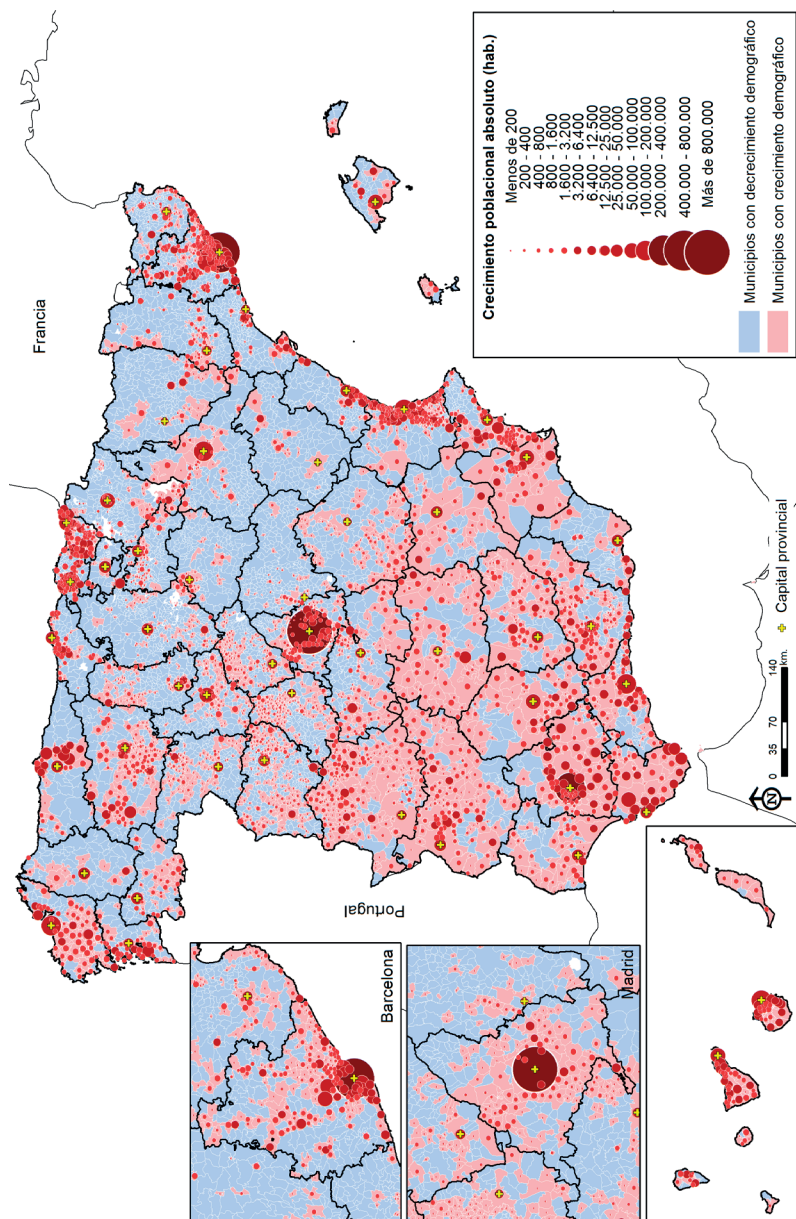 Francia
Portugal
Barcelona
Madrid
Crecimiento poblacional absoluto (hab.)
Menos de 200
200 - 400
400 - 800
800 - 1.600
1.600 - 3.200
3.200 - 6.400
6.400 - 12.500
12.500 - 25.000
25.000 - 50.000
50.000 - 100.000
100.000 - 200.000
200.000 - 400.000
400.000 - 800.000
Más de 800.000
Municipios con decrecimiento demográfico
Municipios con crecimiento demográfico
N
0 35 70 140
km.
Capital provincial